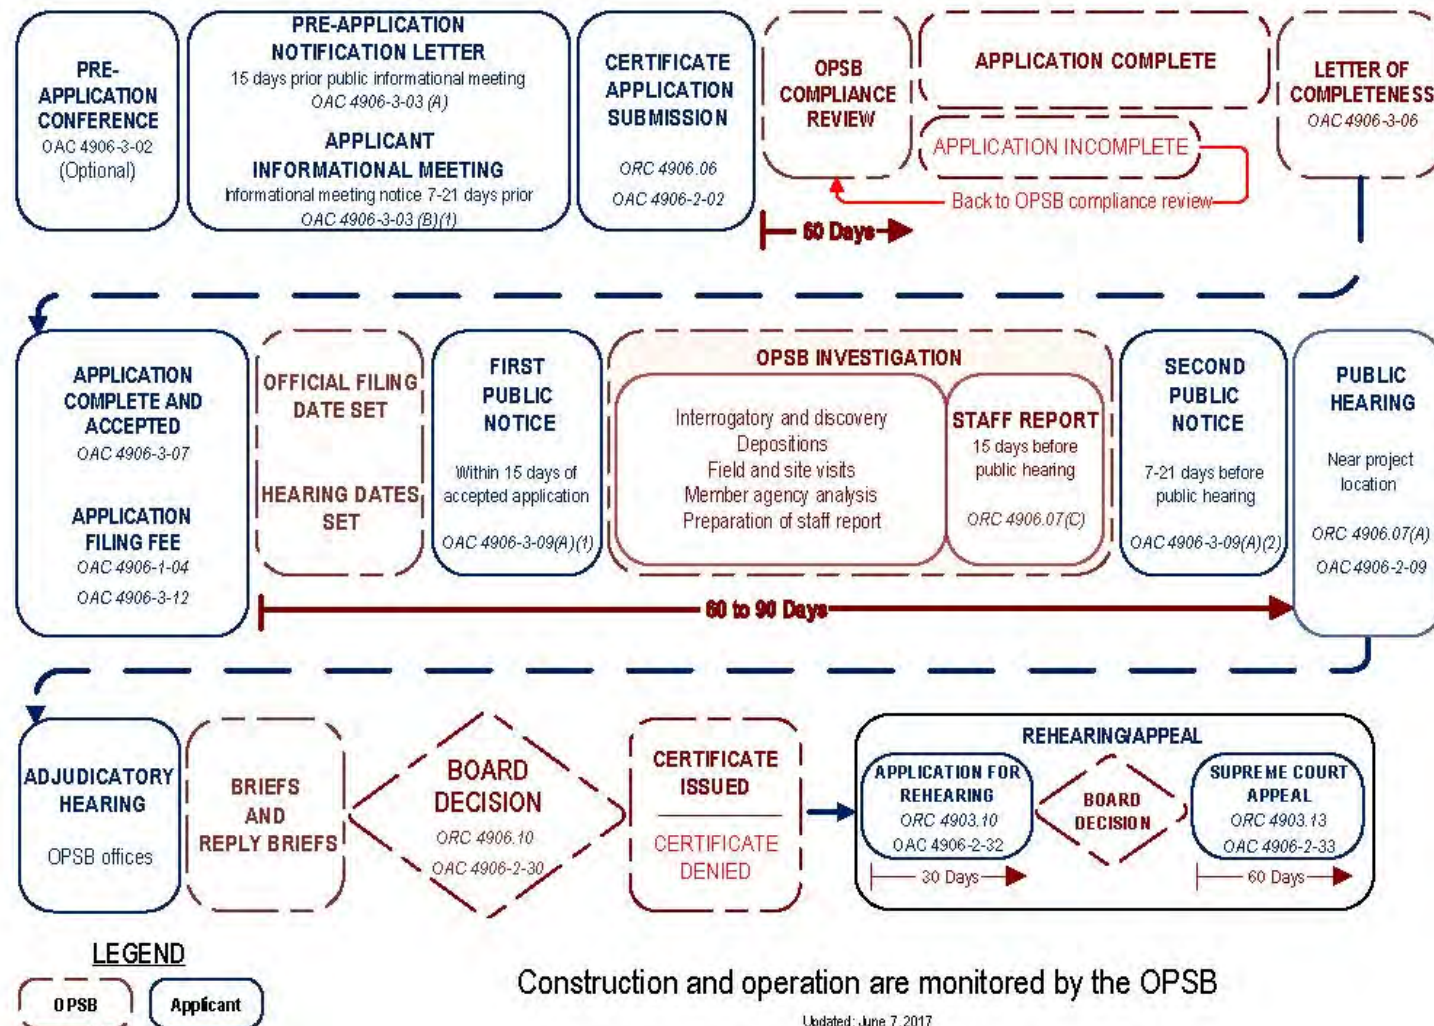 PRE-
APPLICATION
CONFERENCE
OAC 4906-3-02
(Optional)
PRE-APPLICATION
NOTIFICATION LETTER
15 days prior public informational meeting
OAC 4906-3-03 (A)
APPLICANT
INFORMATIONAL MEETING
Informational meeting notice 7-21 days prior
OAC 4906-3-03 (B)(1)
CERTIFICATE
APPLICATION
SUBMISSION
ORC 4906.06
OAC 4906-2-02
OPSB
COMPLIANCE
REVIEW
APPLICATION COMPLETE
APPLICATION INCOMPLETE
Back to OPSB compliance review
LETTER OF
COMPLETENESS
OAC 4906-3-06
60 Days
APPLICATION
COMPLETE AND
ACCEPTED
OAC 4906-3-07
APPLICATION
FILING FEE
OAC 4906-1-04
OAC 4906-3-12
OFFICIAL FILING
DATE SET
HEARING DATES
SET
FIRST
PUBLIC
NOTICE
Within 15 days of
accepted application
OAC 4906-3-09(A)(1)
OPSB INVESTIGATION
Interrogatory and discovery
Depositions
Field and site visits
Member agency analysis
Preparation of staff report
STAFF REPORT
15 days before
public hearing
ORC 4906.07(C)
SECOND
PUBLIC
NOTICE
7-21 days before
public hearing
OAC 4906-3-09(A)(2)
PUBLIC
HEARING
Near project
location
ORC 4906.07(A)
OAC 4906-2-09
60 to 90 Days
ADJUDICATORY
HEARING
OPSB offices
BRIEFS
AND
REPLY BRIEFS
BOARD
DECISION
ORC 4906.10
OAC 4906-2-30
CERTIFICATE
ISSUED
CERTIFICATE
DENIED
REHEARING/APPEAL
APPLICATION FOR
REHEARING
ORC 4903.10
OAC 4906-2-32
30 Days
BOARD
DECISION
SUPREME COURT
APPEAL
ORC 4903.13
OAC 4906-2-33
60 Days
LEGEND
OPSB
Applicant
Construction and operation are monitored by the OPSB
Updated: June 7, 2017